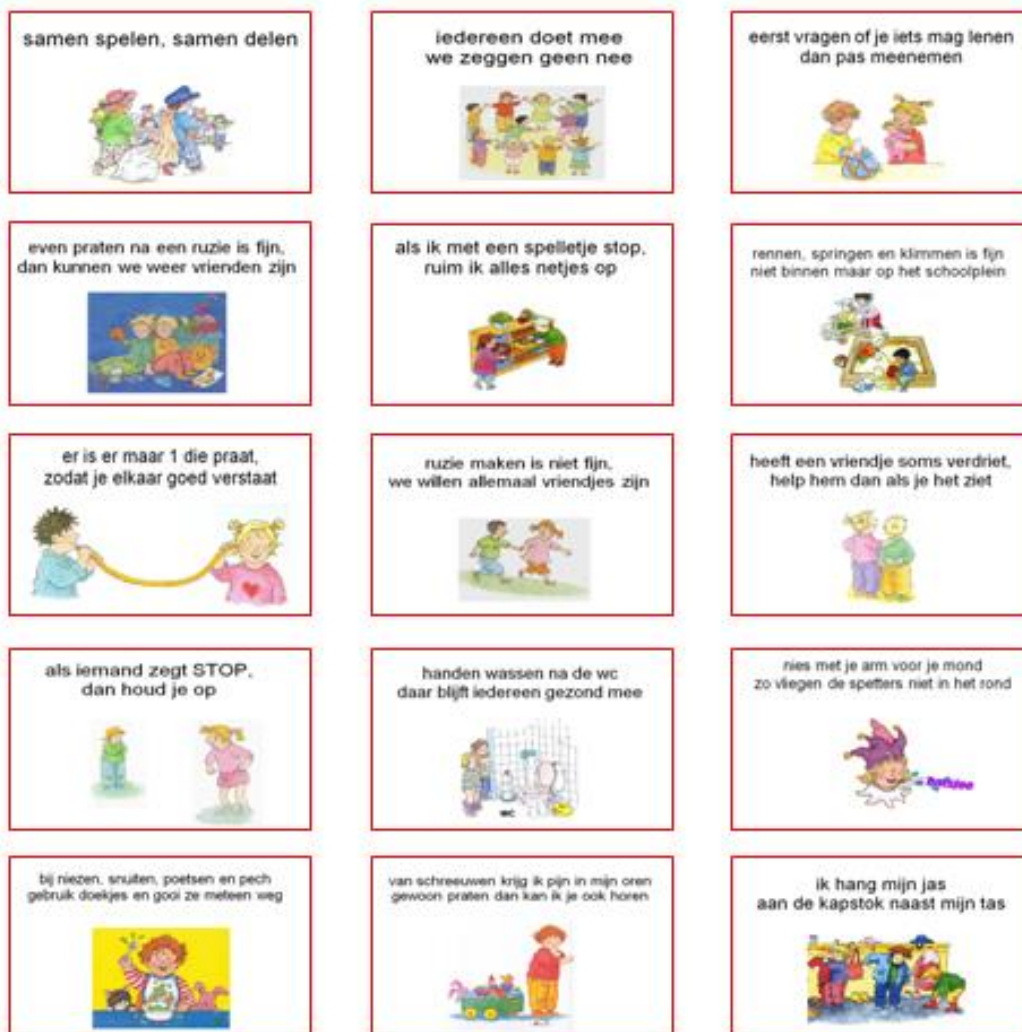 samen spelen, samen delen
iedereen doet mee
we zeggen geen nee
eerst vragen of je iets mag lenen
dan pas meenemen
even praten na een ruzie is fijn,
dan kunnen we weer vrienden zijn
als ik met een spelletje stop,
ruim ik alles netjes op
rennen, springen en klimmen is fijn
niet binnen maar op het schoolplein
er is er maar 1 die praat,
zodat je elkaar goed verstaat
ruzie maken is niet fijn,
we willen allemaal vriendjes zijn
heeft een vriendje soms verdriet,
help hem dan als je het ziet
als iemand zegt STOP,
dan houd je op
handen wassen na de wc
daar blijft iedereen gezond mee
wc
nies met je arm voor je mond
zo vliegen de spetters niet in het rond
bij niezen, snuiten, poetsen en pech
gebruik doekjes en gooi ze meteen weg
van schreeuwen krijg ik pijn in mijn oren
gewoon praten dan kan ik je ook horen
ik hang mijn jas
aan de kapstok naast mijn tas